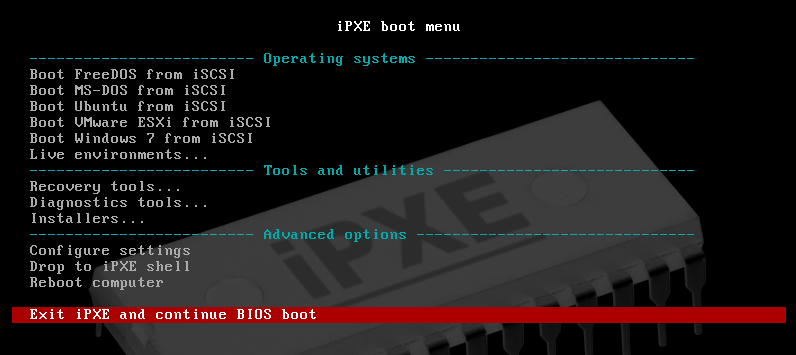 iPXE boot menu
------------------------- Operating systems ------------------------------
Boot FreeDOS from iSCSI
Boot MS-DOS from iSCSI
Boot Ubuntu from iSCSI
Boot VMware ESXi from iSCSI
Boot Windows 7 from iSCSI
Live environments...
------------------------- Tools and utilities ----------------------------
Recovery tools...
Diagnostics tools...
Installers...
------------------------- Advanced options -------------------------------
Configure settings
Drop to iPXE shell
Reboot computer
Exit iPXE and continue BIOS boot
iPXE